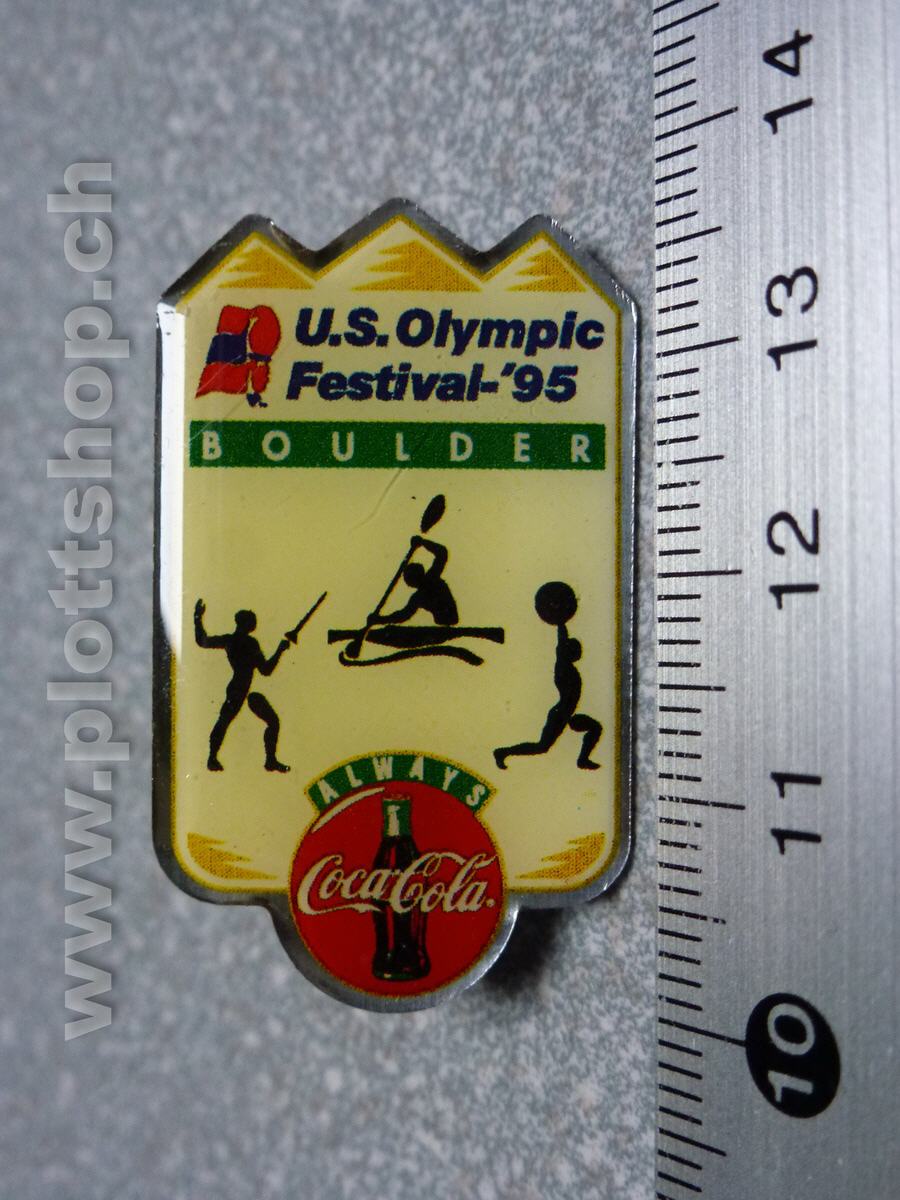 U.S. Olympic
Festival-'95
BOULDER
ALWAYS
Coca-Cola
www.plottshop.ch
14
13
12
11
10